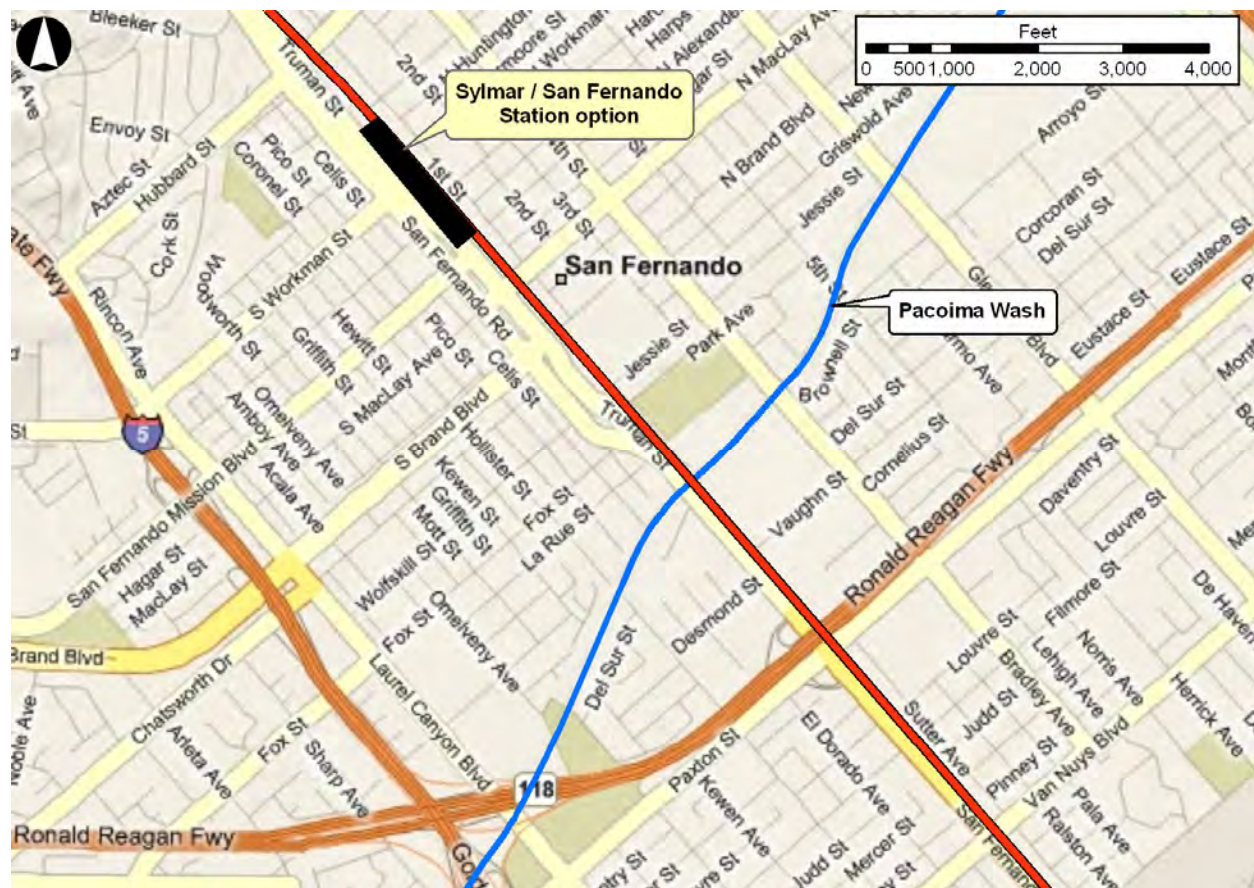 Bleeker St
Truman St
2nd St
Huntington
Workman St
N MacLay Ave
Feet
0 500 1,000 2,000 3,000 4,000
Sylmar / San Fernando
Station option
Envoy St
Aztec St
Hubbard St
Pico St
Coronel St
Celis St
1st St
2nd St
3rd St
N Brand Blvd
Griswold Ave
Jessie St
Arroyo St
Corcoran St
Del Sur St
Eustace St
Cork St
Woodworth St
S Workman St
San Fernando Rd
San Fernando
Pacoima Wash
Rincon Ave
Hewitt St
Griffith St
Pico St
S MacLay Ave
Celis St
Jessie St
Park Ave
Brownell St
Eustace St
5
Omelveny Ave
Amboy Ave
Acala Ave
S Brand Blvd
Hollister St
Kewen St
Griffith St
Mott St
Fox St
La Rue St
Truman St
Del Sur St
Cornelius St
Vaughn St
Ronald Reagan Fwy
Daventry St
Louvre St
San Fernando Mission Blvd
Hagar St
MacLay St
Wolfskill St
Fox St
Omelveny Ave
Del Sur St
Desmond St
Filmore St
Louvre St
Bradley Ave
Lehigh Ave
Norris Ave
Herrick Ave
Brand Blvd
Chatsworth Dr
Noble Ave
Arleta Ave
Fox St
Sharp Ave
Laurel Canyon Blvd
118
Paxton St
El Dorado Ave
Kewen Ave
Mercer St
Judd St
Sutter Ave
Judd St
Pinney St
Van Nuys Blvd
Pala Ave
Ralston Ave
Ronald Reagan Fwy